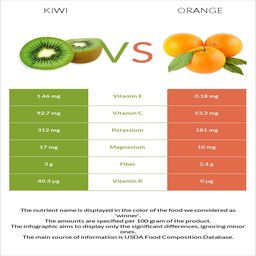 KIWI ORANGE
VS
1.46 mg Vitamin E 0.18 mg
92.7 mg Vitamin C 53.2 mg
312 mg Potassium 181 mg
17 mg Magnesium 10 mg
3 g Fiber 2.4 g
40.3 µg Vitamin K 0 µg
The nutrient name is displayed in the color of the food we considered as
'winner'.
The amounts are specified per 100 gram of the product.
The infographic aims to display only the significant differences, ignoring minor
ones.
The main source of information is USDA Food Composition Database.